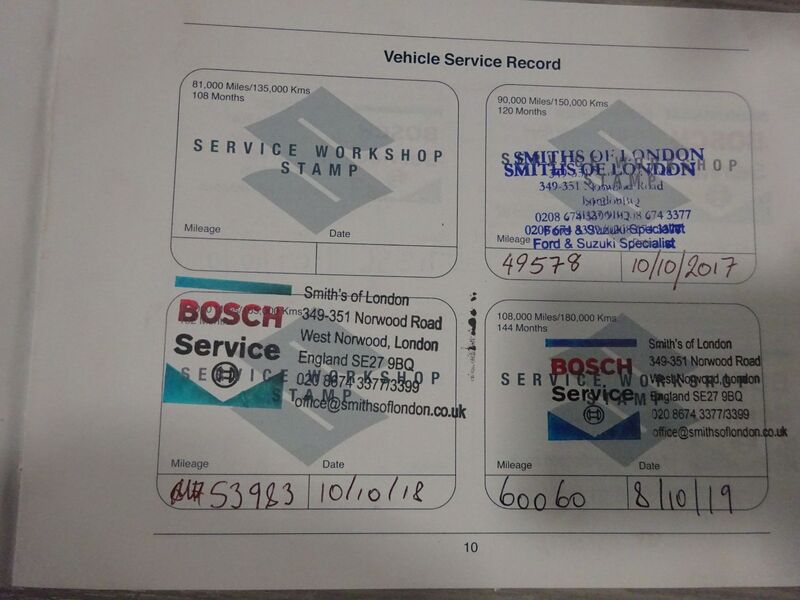 Vehicle Service Record
81,000 Miles/135,000 Kms
108 Months
SERVICE WORKSHOP
STAMP
Mileage
Date
90,000 Miles/150,000 Kms
120 Months
SMITHS OF LONDON
SMITHS OF LONDON
349-351 Norwood Road
0208 674 3377
Ford & Suzuki Specialist
Ford & Suzuki Specialist
Mileage
49578
10/10/2017
BOSCH
Service
Smith's of London
349-351 Norwood Road
West Norwood, London
England SE27 9BQ
020 8674 3377/3399
office@smithsoflondon.co.uk
SERVICE WORKSHOP
STAMP
Mileage
Date
53983
10/10/18
108,000 Miles/180,000 Kms
144 Months
BOSCH
Service
Smith's of London
349-351 Norwood Road
West Norwood, London
England SE27 9BQ
020 8674 3377/3399
office@smithsoflondon.co.uk
SERVICE WORKSHOP
STAMP
Mileage
Date
60060
8/10/19
10